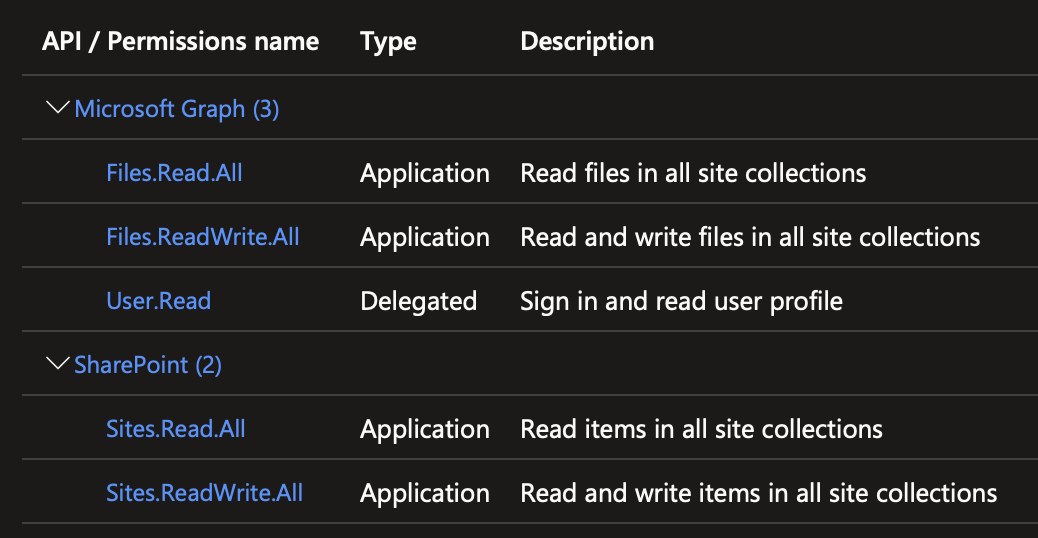 API / Permissions name Type Description
Microsoft Graph (3)
Files.Read.All Application Read files in all site collections
Files.ReadWrite.All Application Read and write files in all site collections
User.Read Delegated Sign in and read user profile
SharePoint (2)
Sites.Read.All Application Read items in all site collections
Sites.ReadWrite.All Application Read and write items in all site collections